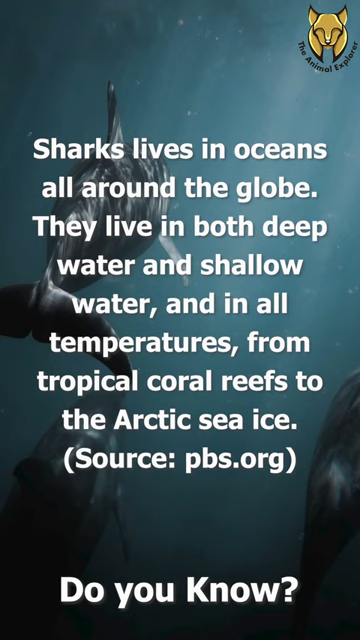 The Animal Explorer
Sharks lives in oceans
all around the globe.
They live in both deep
water and shallow
water, and in all
temperatures, from
tropical coral reefs to
the Arctic sea ice.
(Source: pbs.org)
Do you Know?